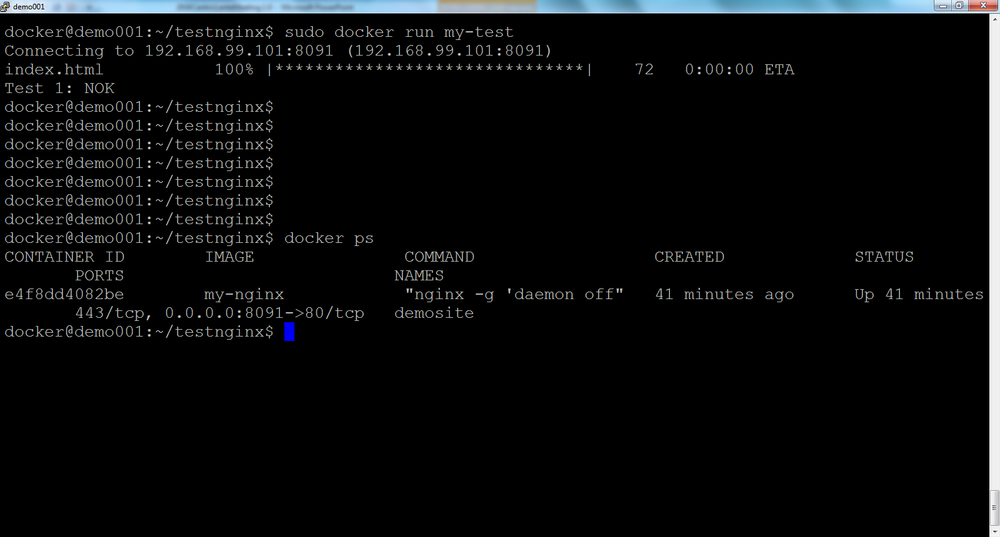 demo001
docker@demo001:~/testnginx$ sudo docker run my-test
Connecting to 192.168.99.101:8091 (192.168.99.101:8091)
index.html 100% |*******************************| 72 0:00:00 ETA
Test 1: NOK
docker@demo001:~/testnginx$
docker@demo001:~/testnginx$
docker@demo001:~/testnginx$
docker@demo001:~/testnginx$
docker@demo001:~/testnginx$
docker@demo001:~/testnginx$
docker@demo001:~/testnginx$
docker@demo001:~/testnginx$ docker ps
CONTAINER ID IMAGE COMMAND CREATED STATUS
PORTS NAMES
e4f8dd4082be my-nginx "nginx -g 'daemon off" 41 minutes ago Up 41 minutes
443/tcp, 0.0.0.0:8091->80/tcp demosite
docker@demo001:~/testnginx$